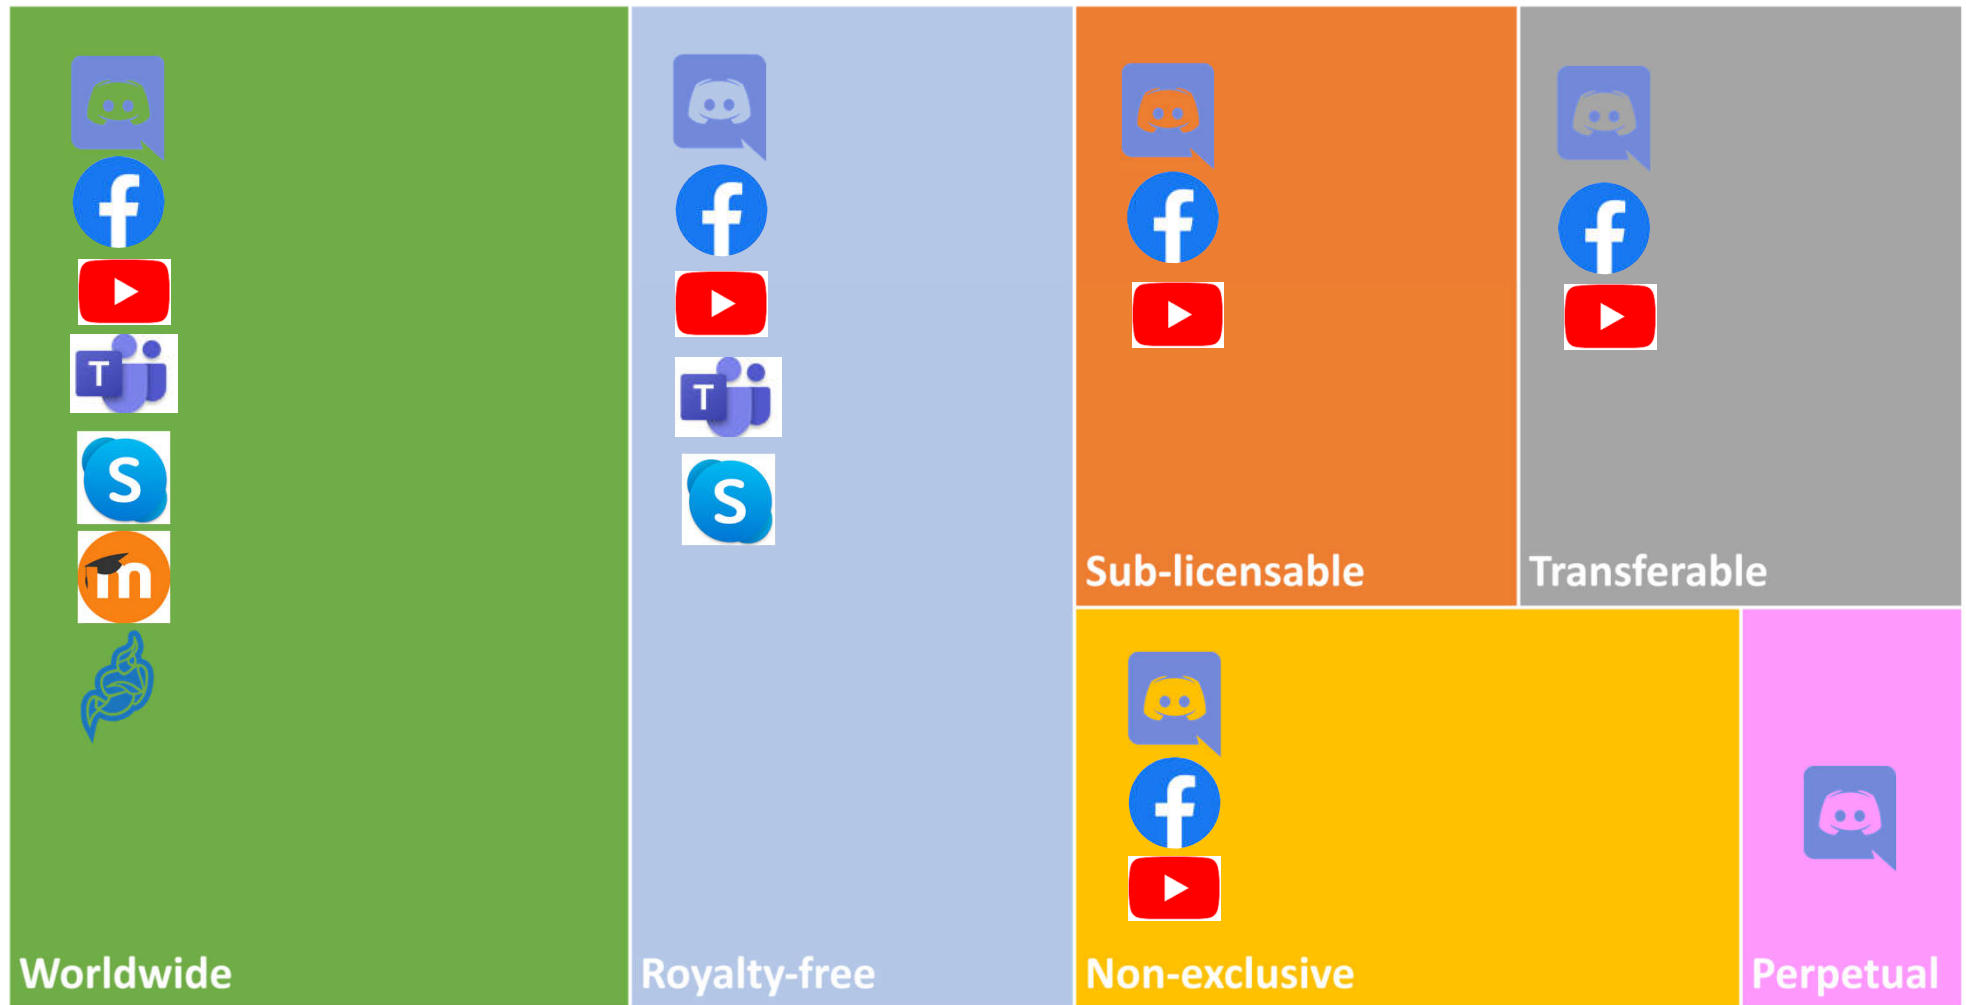 Worldwide
Royalty-free
Sub-licensable
Transferable
Non-exclusive
Perpetual
f
f
f
f
f
T
T
S
S
m